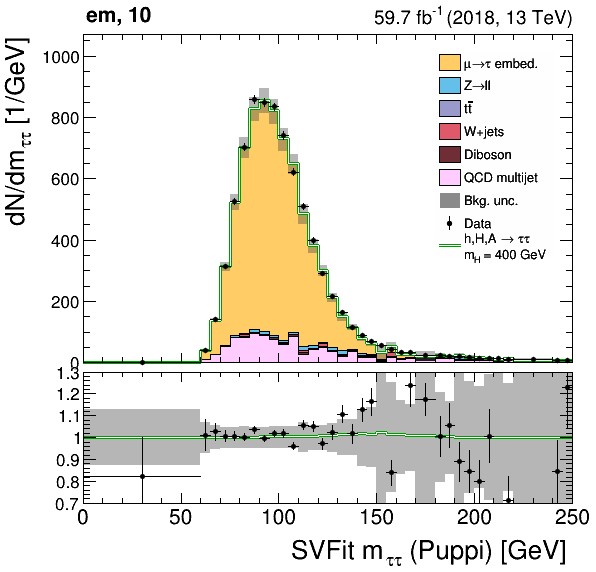 em, 10
59.7 fb⁻¹ (2018, 13 TeV)
dN/dm_ττ [1/GeV]
1000
800
600
400
200
0
μ→τ embed.
Z→ll
tt̄
W+jets
Diboson
QCD multijet
Bkg. unc.
Data
h,H,A → ττ
m_H = 400 GeV
1.3
1.2
1.1
1
0.9
0.8
0.7
0 50 100 150 200 250
SVFit m_ττ (Puppi) [GeV]